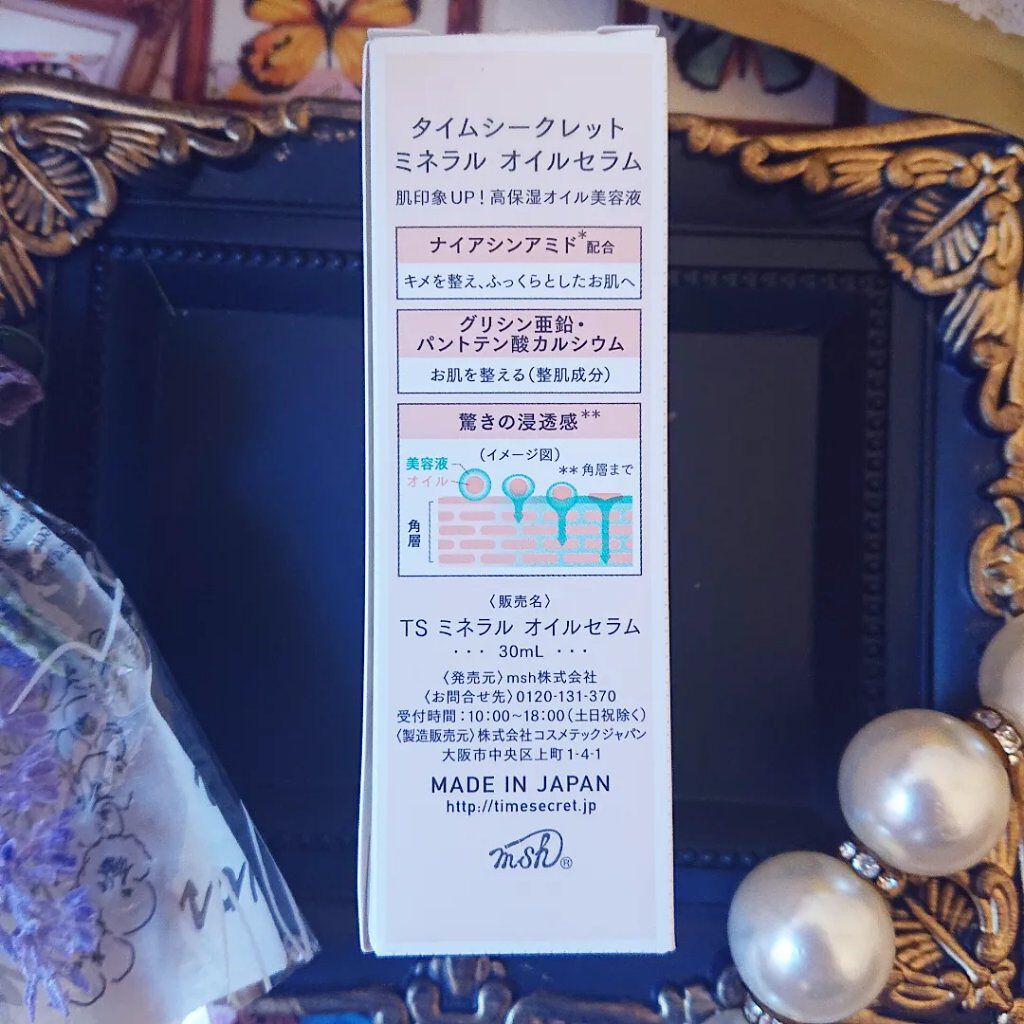 タイムシークレット
ミネラル オイルセラム
肌印象UP！高保湿オイル美容液
ナイアシンアミド*配合
キメを整え、ふっくらとしたお肌へ
グリシン亜鉛・
パントテン酸カルシウム
お肌を整える（整肌成分）
驚きの浸透感**
（イメージ図）
美容液
オイル
**角層まで
角層
〈販売名〉
TS ミネラル オイルセラム
・・・ 30mL ・・・
〈発売元〉msh株式会社
〈お問合せ先〉0120-131-370
受付時間：10:00～18:00（土日祝除く）
〈製造販売元〉株式会社コスメテックジャパン
大阪市中央区上町1-4-1
MADE IN JAPAN
http://timesecret.jp
msh®